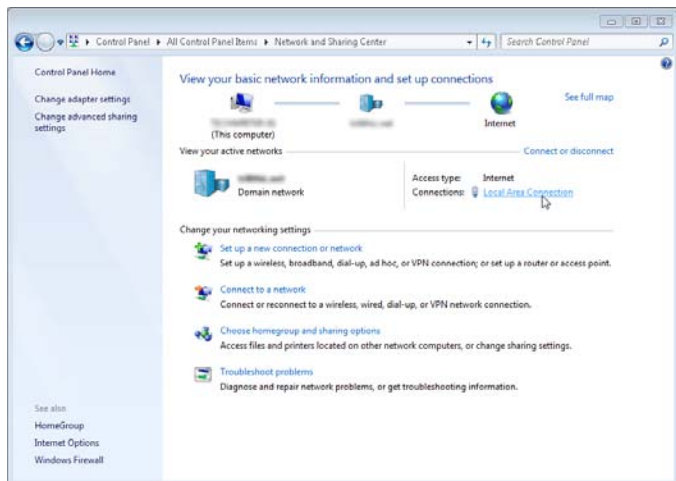 Control Panel ▸ All Control Panel Items ▸ Network and Sharing Center
Search Control Panel
Control Panel Home
Change adapter settings
Change advanced sharing
settings
See also
HomeGroup
Internet Options
Windows Firewall
View your basic network information and set up connections
See full map
(This computer)
Internet
View your active networks
Connect or disconnect
Domain network
Access type: Internet
Connections: Local Area Connection
Change your networking settings
Set up a new connection or network
Set up a wireless, broadband, dial-up, ad hoc, or VPN connection; or set up a router or access point.
Connect to a network
Connect or reconnect to a wireless, wired, dial-up, or VPN network connection.
Choose homegroup and sharing options
Access files and printers located on other network computers, or change sharing settings.
Troubleshoot problems
Diagnose and repair network problems, or get troubleshooting information.